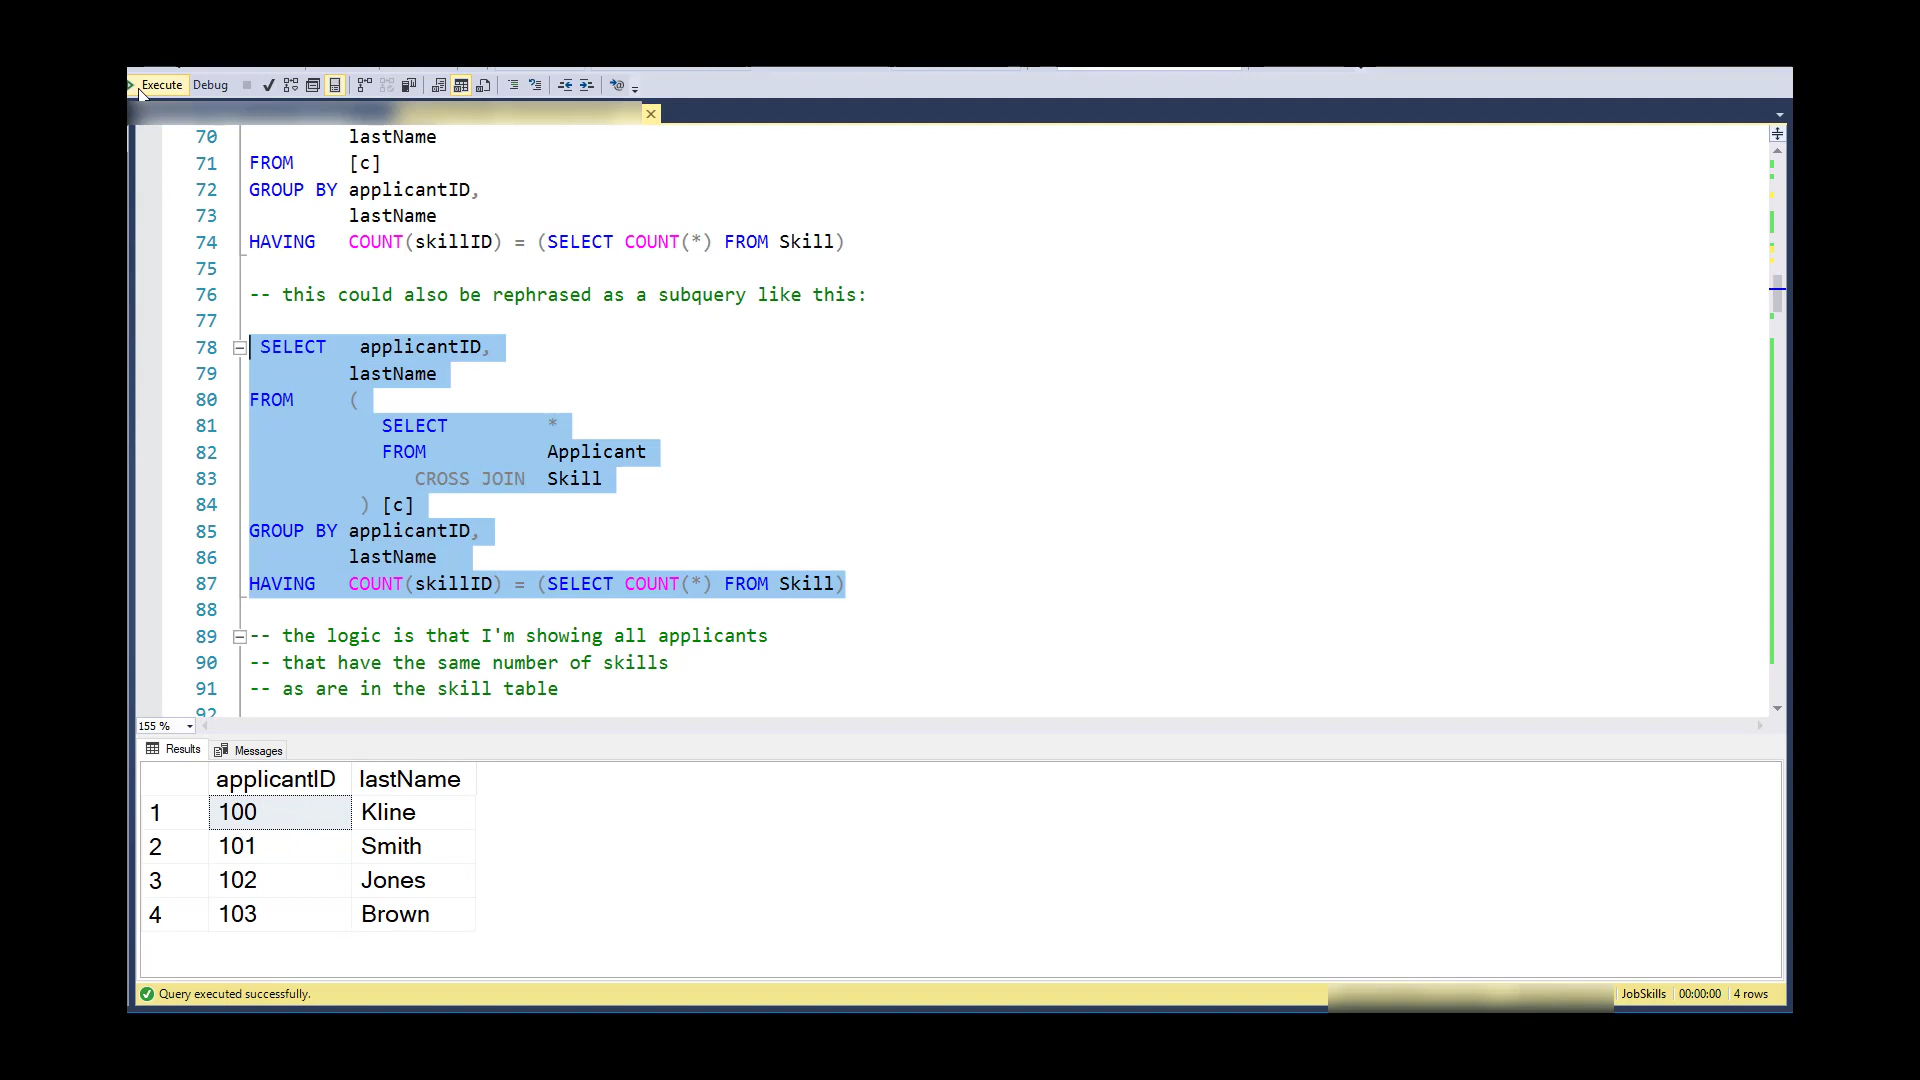 Execute Debug
70 lastName
71 FROM [c]
72 GROUP BY applicantID,
73 lastName
74 HAVING COUNT(skillID) = (SELECT COUNT(*) FROM Skill)
75
76 -- this could also be rephrased as a subquery like this:
77
78 SELECT applicantID,
79 lastName
80 FROM (
81 SELECT *
82 FROM Applicant
83 CROSS JOIN Skill
84 ) [c]
85 GROUP BY applicantID,
86 lastName
87 HAVING COUNT(skillID) = (SELECT COUNT(*) FROM Skill)
88
89 -- the logic is that I'm showing all applicants
90 -- that have the same number of skills
91 -- as are in the skill table
92
155 %
Results Messages
applicantID lastName
1 100 Kline
2 101 Smith
3 102 Jones
4 103 Brown
Query executed successfully. JobSkills 00:00:00 4 rows